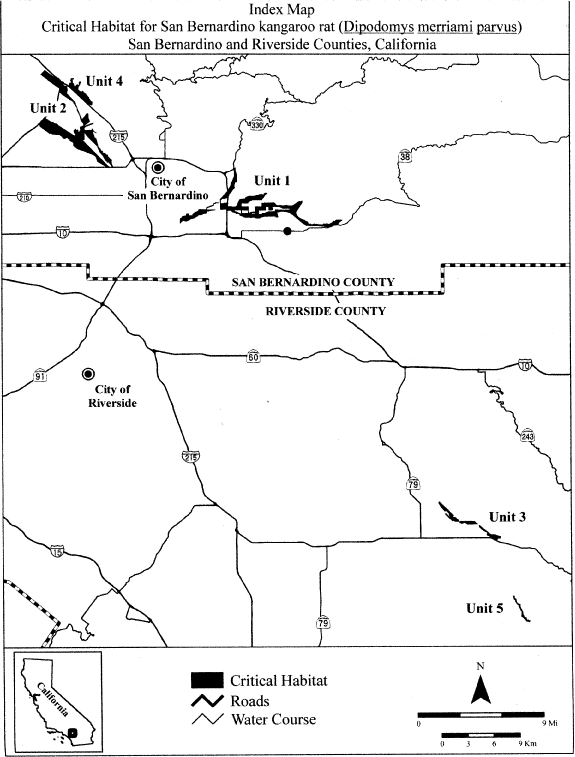 Index Map
Critical Habitat for San Bernardino kangaroo rat (Dipodomys merriami parvus)
San Bernardino and Riverside Counties, California
Unit 4
Unit 2
215
330
38
City of
San Bernardino
Unit 1
210
10
SAN BERNARDINO COUNTY
RIVERSIDE COUNTY
60
10
91
City of
Riverside
243
215
79
Unit 3
15
Unit 5
79
California
Critical Habitat
Roads
Water Course
N
0
9 Mi
0 3 6 9 Km